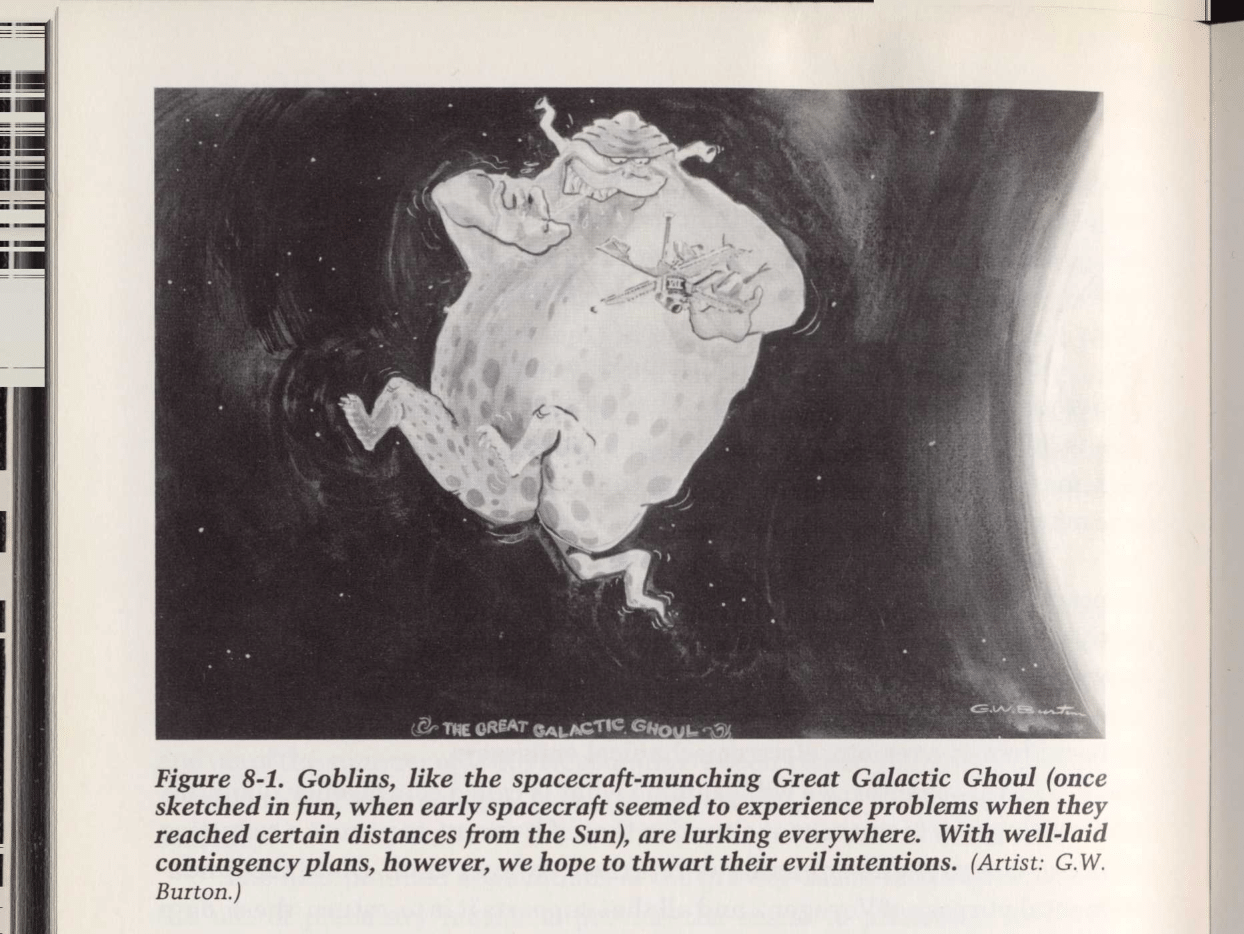 G.W. Burton
THE GREAT GALACTIC GHOUL
Figure 8-1. Goblins, like the spacecraft-munching Great Galactic Ghoul (once
sketched in fun, when early spacecraft seemed to experience problems when they
reached certain distances from the Sun), are lurking everywhere. With well-laid
contingency plans, however, we hope to thwart their evil intentions. (Artist: G.W.
Burton.)